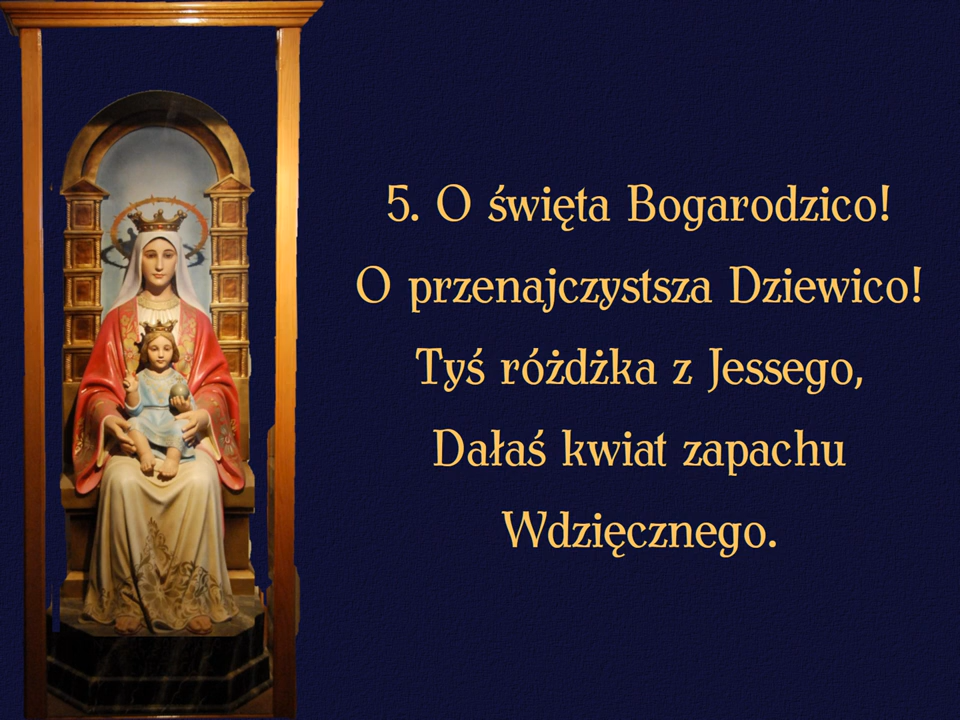 5. O święta Bogarodzico!
O przenajczystsza Dziewico!
Tyś różdżka z Jessego,
Dałaś kwiat zapachu
Wdzięcznego.